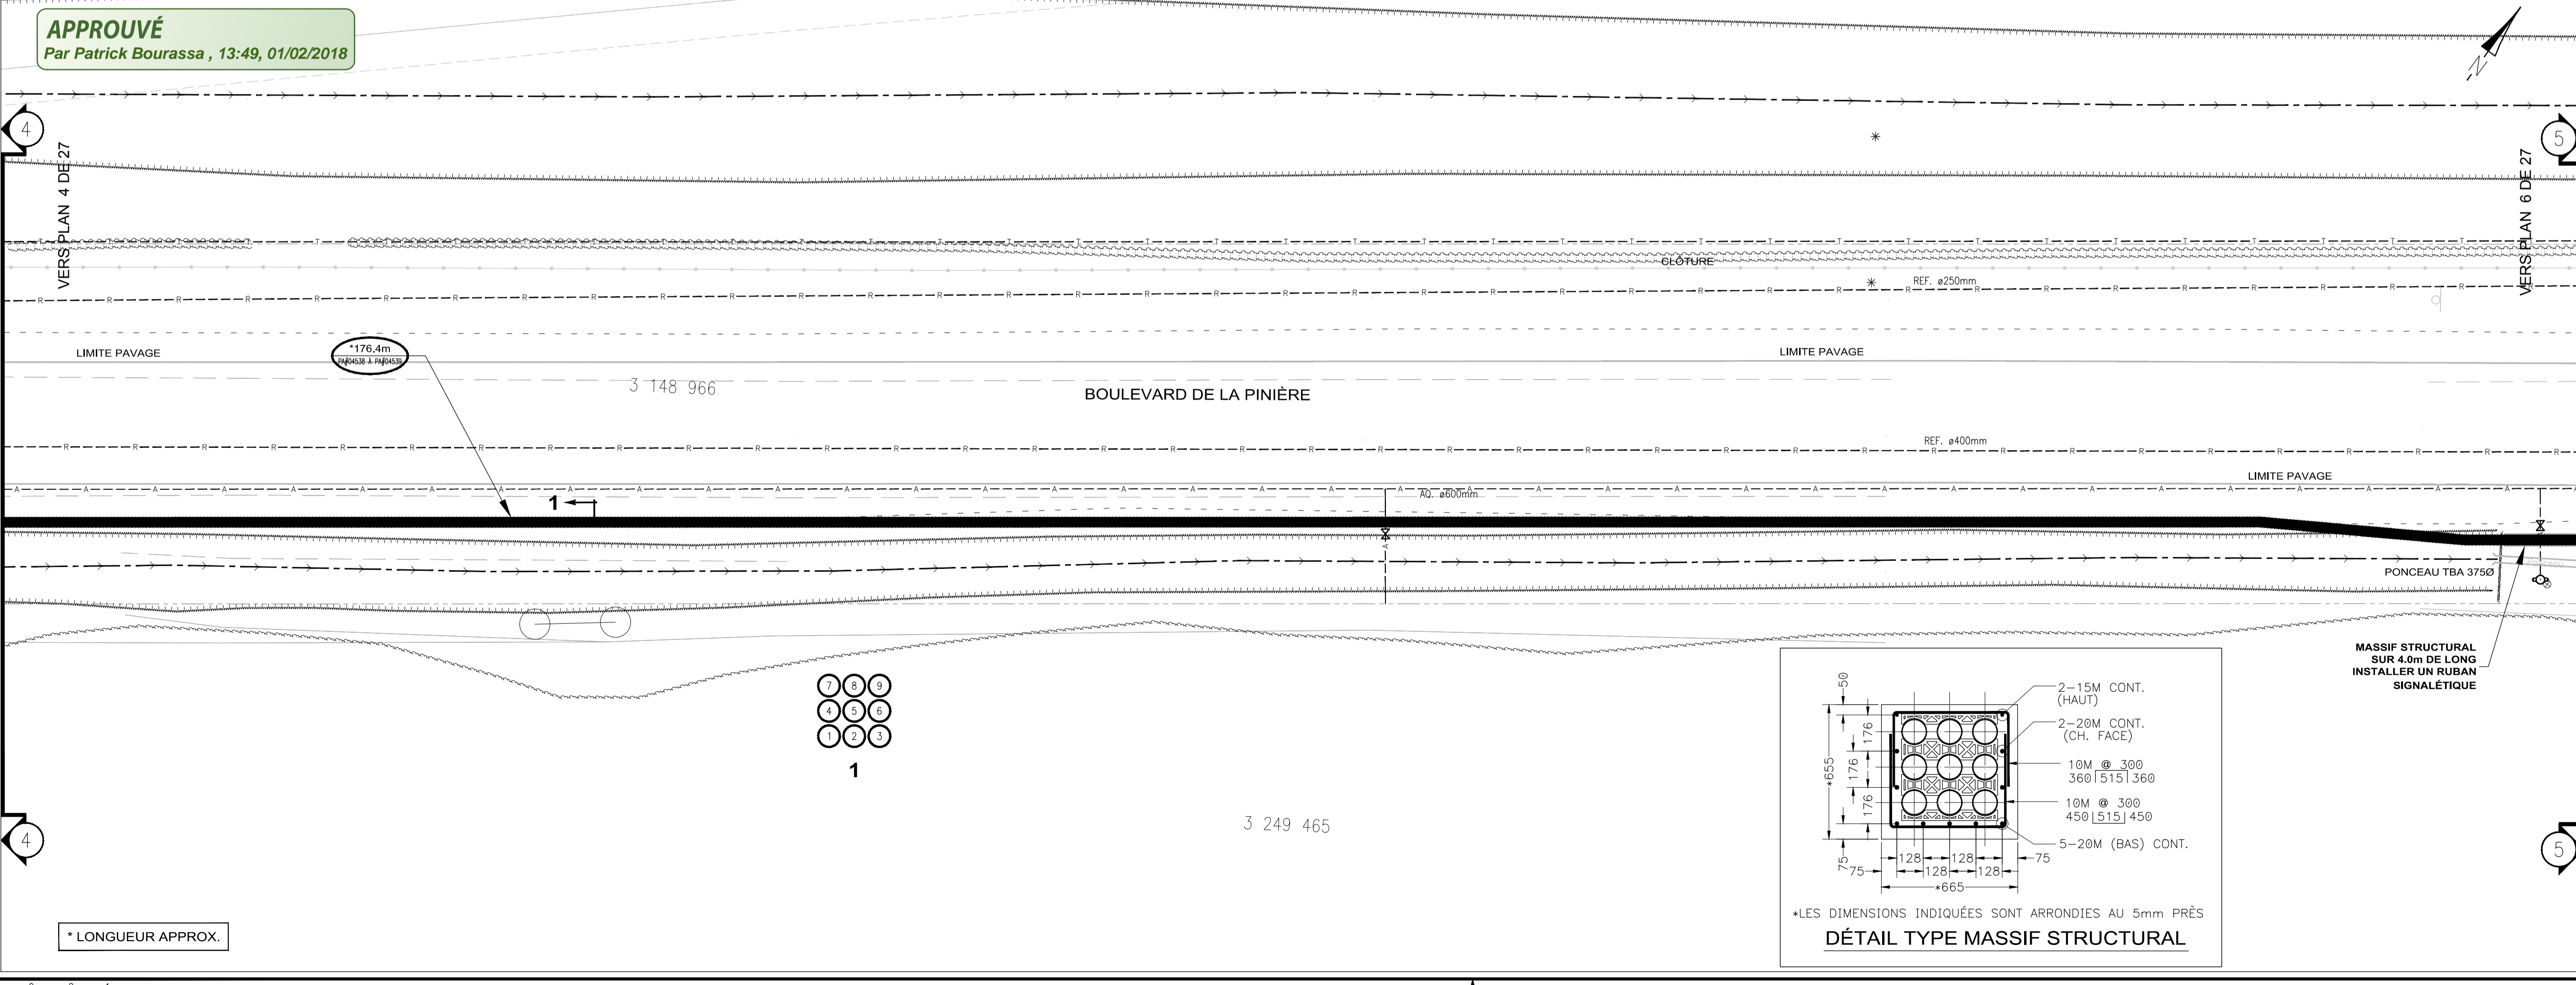 APPROUVÉ
Par Patrick Bourassa , 13:49, 01/02/2018
N
4
5
VERS PLAN 4 DE 27
VERS PLAN 6 DE 27
CLÔTURE
REF. ø250mm
LIMITE PAVAGE
*176.4m
PA#04538 À PA#04539
LIMITE PAVAGE
3 148 966
BOULEVARD DE LA PINIÈRE
REF. ø400mm
LIMITE PAVAGE
AQ. ø600mm
1
PONCEAU TBA 375Ø
MASSIF STRUCTURAL
SUR 4.0m DE LONG
INSTALLER UN RUBAN
SIGNALÉTIQUE
7 8 9
4 5 6
1 2 3
1
3 249 465
4
5
50
176
176
176
*655
75
75
128
128
75
128
128
*665
2-15M CONT.
(HAUT)
2-20M CONT.
(CH. FACE)
10M @ 300
360 515 360
10M @ 300
450 515 450
5-20M (BAS) CONT.
*LES DIMENSIONS INDIQUÉES SONT ARRONDIES AU 5mm PRÈS
DÉTAIL TYPE MASSIF STRUCTURAL
* LONGUEUR APPROX.